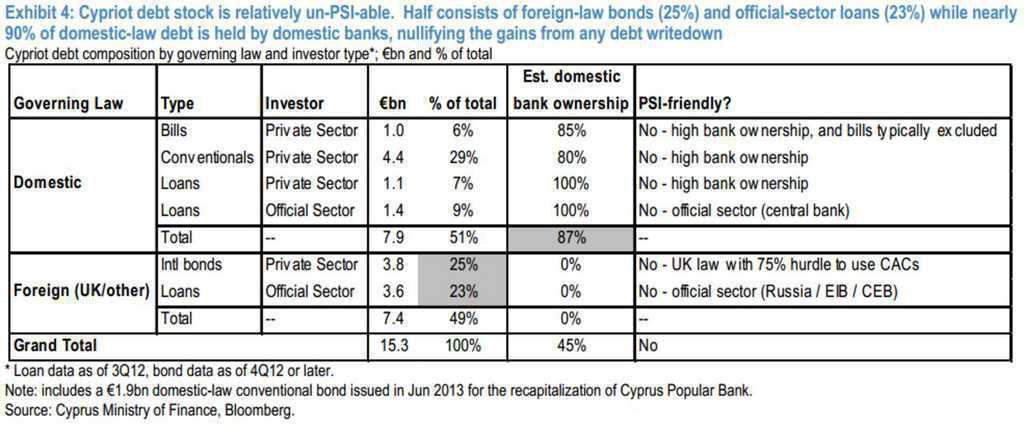 Exhibit 4: Cypriot debt stock is relatively un-PSI-able. Half consists of foreign-law bonds (25%) and official-sector loans (23%) while nearly
90% of domestic-law debt is held by domestic banks, nullifying the gains from any debt writedown
Cypriot debt composition by governing law and investor type*; €bn and % of total
Est. domestic
Governing Law Type Investor €bn % of total bank ownership PSI-friendly?
Bills Private Sector 1.0 6% 85% No - high bank ownership, and bills typically excluded
Conventionals Private Sector 4.4 29% 80% No - high bank ownership
Domestic Loans Private Sector 1.1 7% 100% No - high bank ownership
Loans Official Sector 1.4 9% 100% No - official sector (central bank)
Total -- 7.9 51% 87% --
Intl bonds Private Sector 3.8 25% 0% No - UK law with 75% hurdle to use CACs
Foreign (UK/other) Loans Official Sector 3.6 23% 0% No - official sector (Russia / EIB / CEB)
Total -- 7.4 49% 0% --
Grand Total 15.3 100% 45% No
* Loan data as of 3Q12, bond data as of 4Q12 or later.
Note: includes a €1.9bn domestic-law conventional bond issued in Jun 2013 for the recapitalization of Cyprus Popular Bank.
Source: Cyprus Ministry of Finance, Bloomberg.